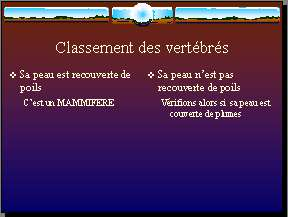 Classement des vertébrés
❖ Sa peau est recouverte de
poils
C'est un MAMMIFERE
❖ Sa peau n'est pas
recouverte de poils
Vérifions alors si sa peau est
couverte de plumes